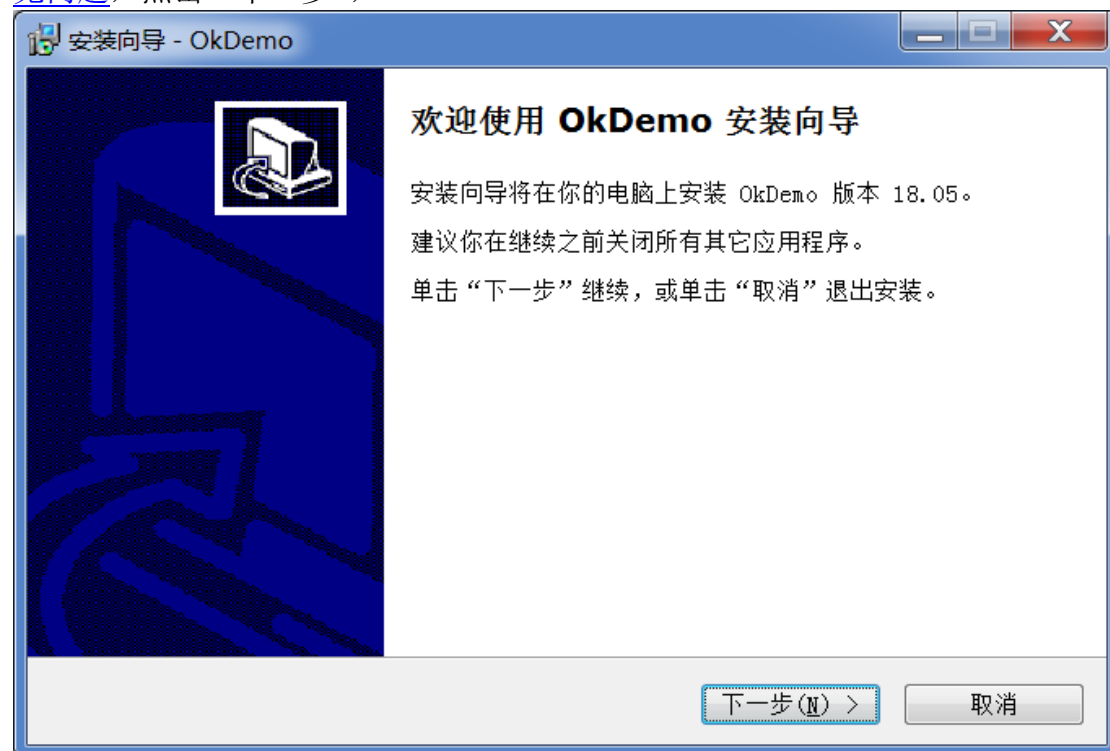 安装向导 - OkDemo
欢迎使用 OkDemo 安装向导
安装向导将在你的电脑上安装 OkDemo 版本 18.05。
建议你在继续之前关闭所有其它应用程序。
单击“下一步”继续，或单击“取消”退出安装。
下一步(N) >
取消